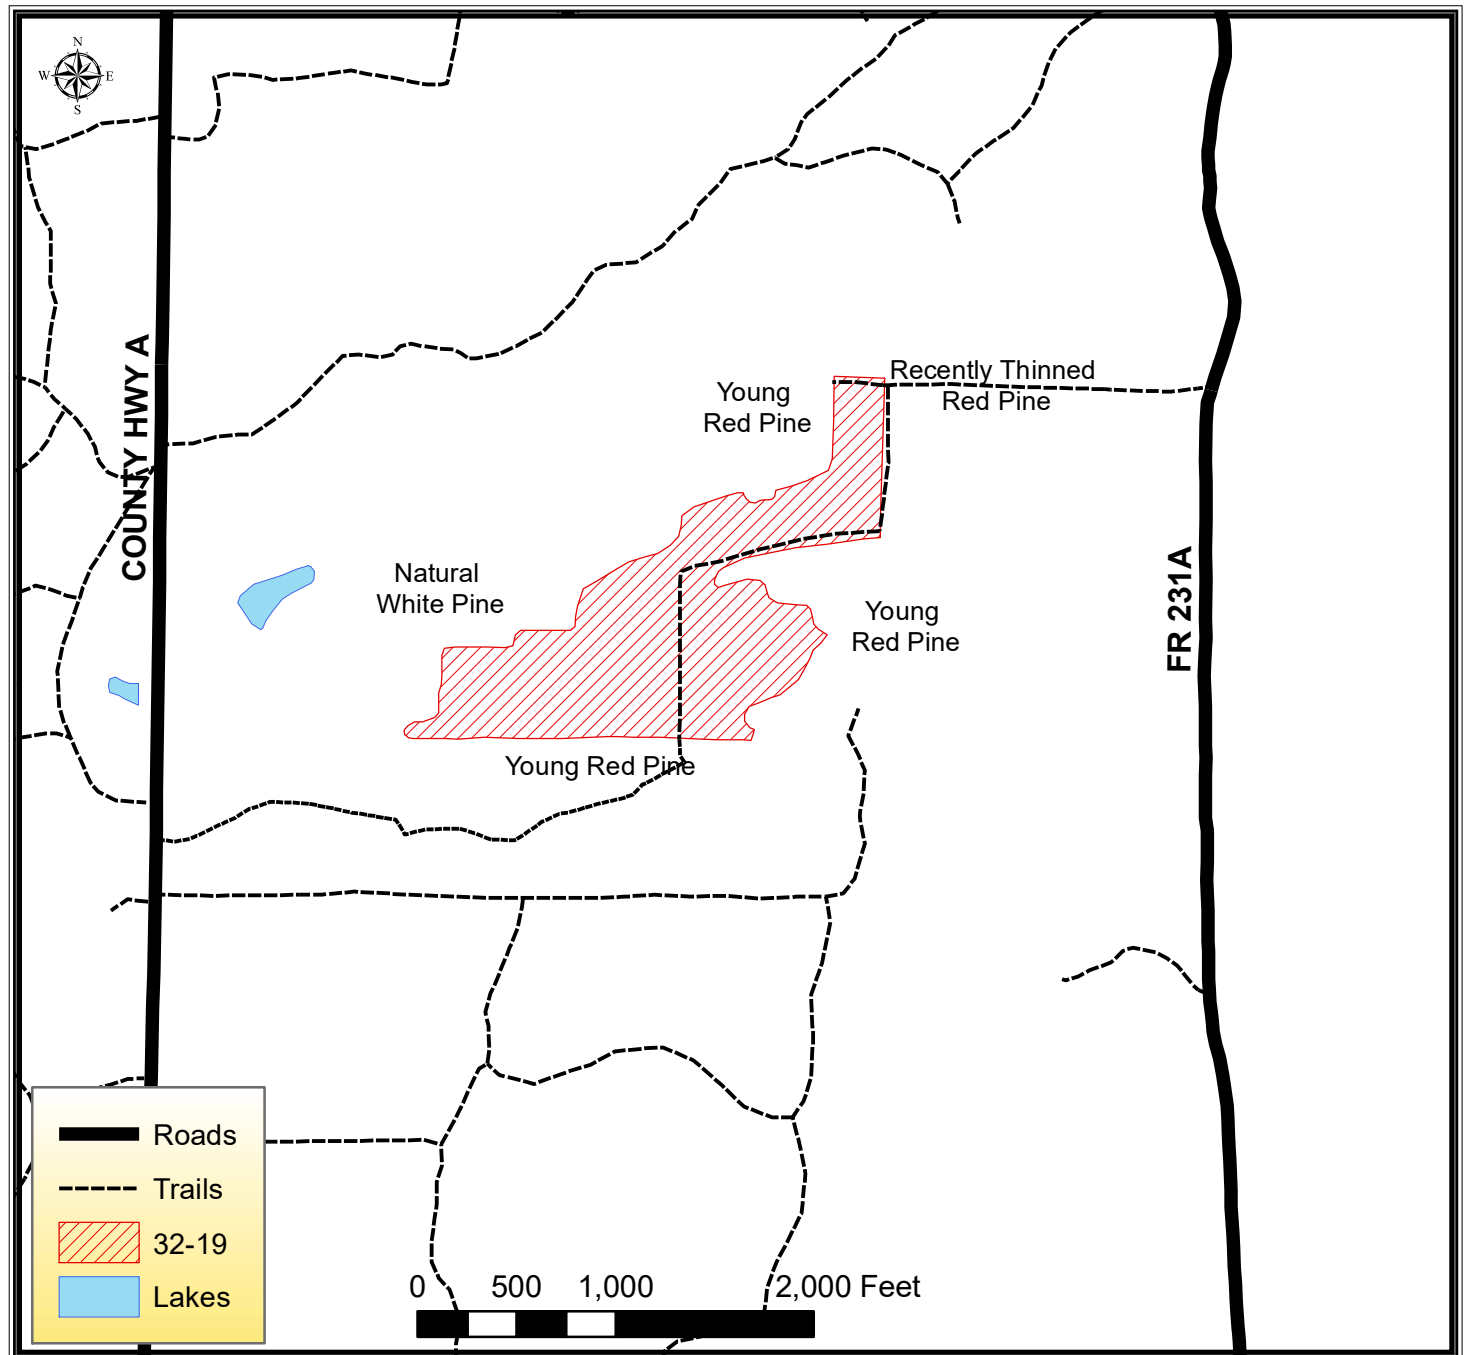 N
W E
S
COUNTY HWY A
Recently Thinned
Red Pine
Young
Red Pine
Natural
White Pine
Young
Red Pine
FR 231A
Young Red Pine
Roads
Trails
32-19
Lakes
0 500 1,000 2,000 Feet